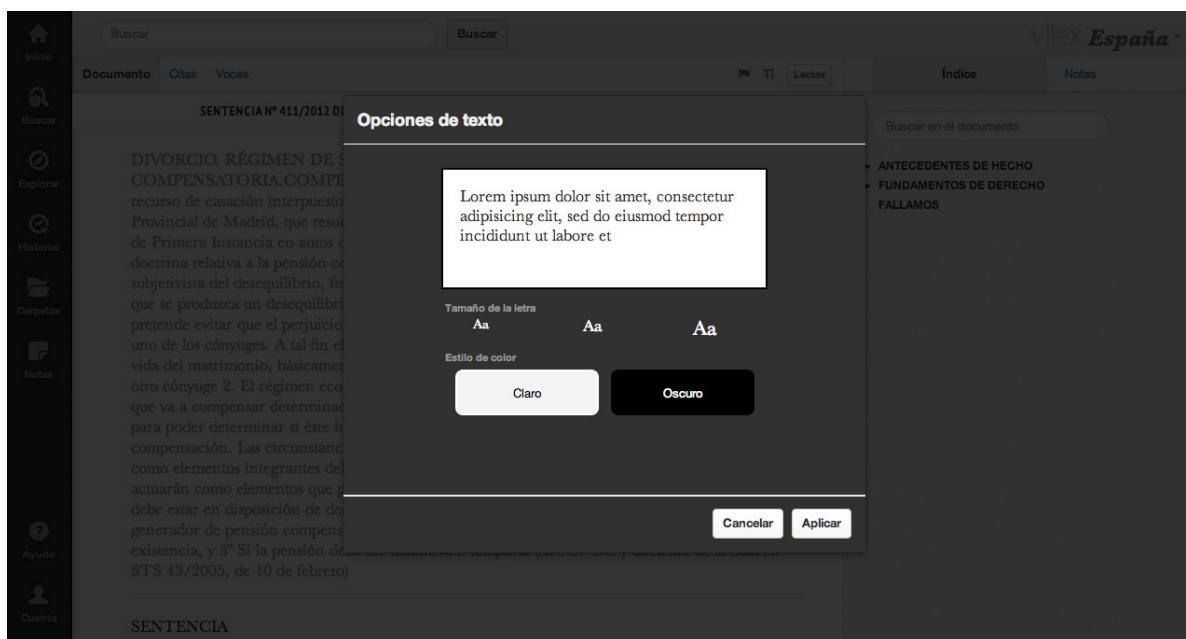 Inicio
Buscar
Explorar
Historial
Carpetas
Notas
Ayuda
Cuenta
Buscar
Buscar
vlex España
Documento Citas Voces
TI Lector
Índice Notas
SENTENCIA Nº 411/2012 DE
DIVORCIO. RÉGIMEN DE S
COMPENSATORIA.COMPE
recurso de casación interpuesto
Provincial de Madrid, que resue
de Primera Instancia en autos d
doctrina relativa a la pensión co
subjetivista del desequilibrio, fr
que se produzca un desequilibri
pretende evitar que el perjuicio
uno de los cónyuges. A tal fin el
vida del matrimonio, básicamen
otro cónyuge 2. El régimen eco
que va a compensar determinad
para poder determinar si éste h
compensación. Las circunstanc
como elementos integrantes del
actuarán como elementos que p
debe estar en disposición de de
generador de pensión compens
existencia, y 3ª Si la pensión
STS 43/2005, de 10 de febrero)
SENTENCIA
Opciones de texto
Lorem ipsum dolor sit amet, consectetur
adipisicing elit, sed do eiusmod tempor
incididunt ut labore et
Tamaño de la letra
Aa Aa Aa
Estilo de color
Claro Oscuro
Cancelar Aplicar
Buscar en el documento
ANTECEDENTES DE HECHO
FUNDAMENTOS DE DERECHO
FALLAMOS